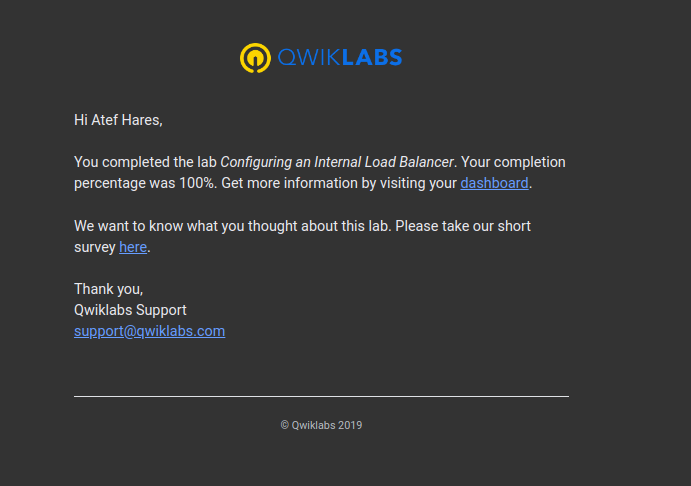 QWIKLABS
Hi Atef Hares,
You completed the lab Configuring an Internal Load Balancer. Your completion
percentage was 100%. Get more information by visiting your dashboard.
We want to know what you thought about this lab. Please take our short
survey here.
Thank you,
Qwiklabs Support
support@qwiklabs.com
© Qwiklabs 2019